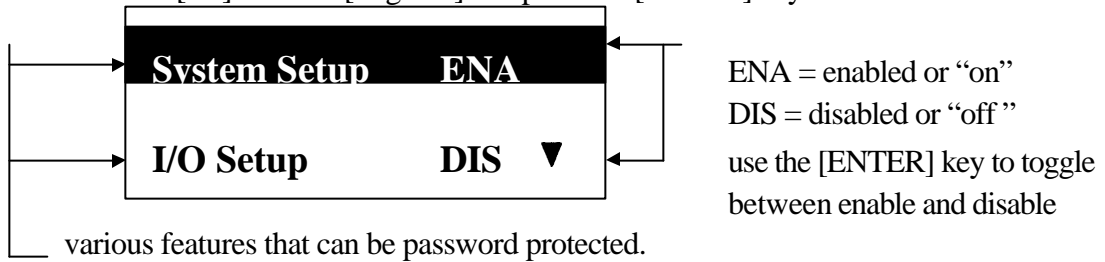 System Setup ENA
I/O Setup DIS ▼
ENA = enabled or “on”
DIS = disabled or “off ”
use the [ENTER] key to toggle
between enable and disable
various features that can be password protected.